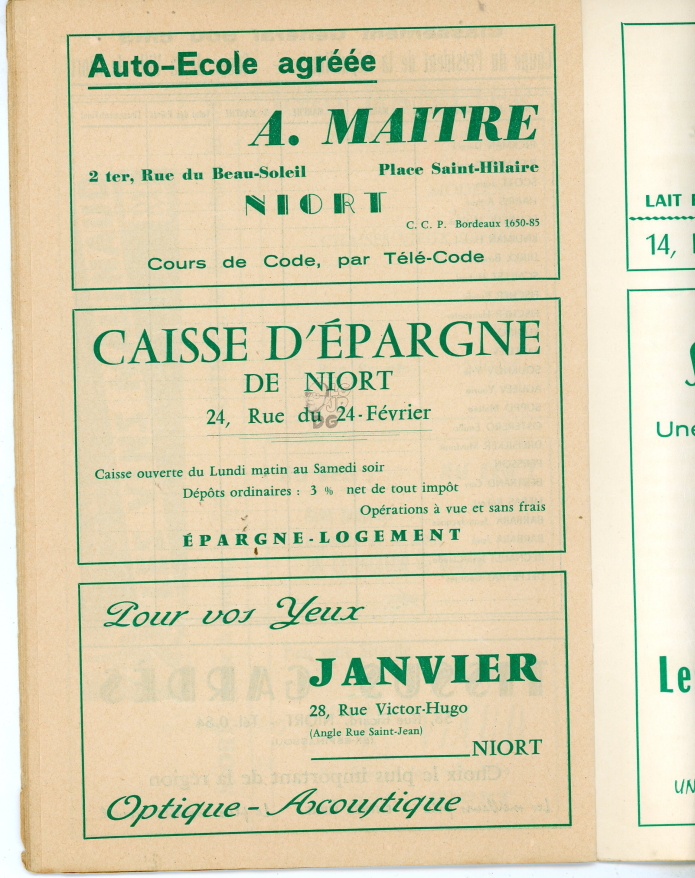 Auto-Ecole agréée
A. MAITRE
2 ter, Rue du Beau-Soleil Place Saint-Hilaire
NIORT
C. C. P. Bordeaux 1650-85
Cours de Code, par Télé-Code
CAISSE D'ÉPARGNE
DE NIORT
24, Rue du 24-Février
Caisse ouverte du Lundi matin au Samedi soir
Dépôts ordinaires : 3 % net de tout impôt
Opérations à vue et sans frais
ÉPARGNE-LOGEMENT
Pour vos Yeux
JANVIER
28, Rue Victor-Hugo
(Angle Rue Saint-Jean)
NIORT
Optique - Acoustique
LAIT
14,
Une
Le
UN